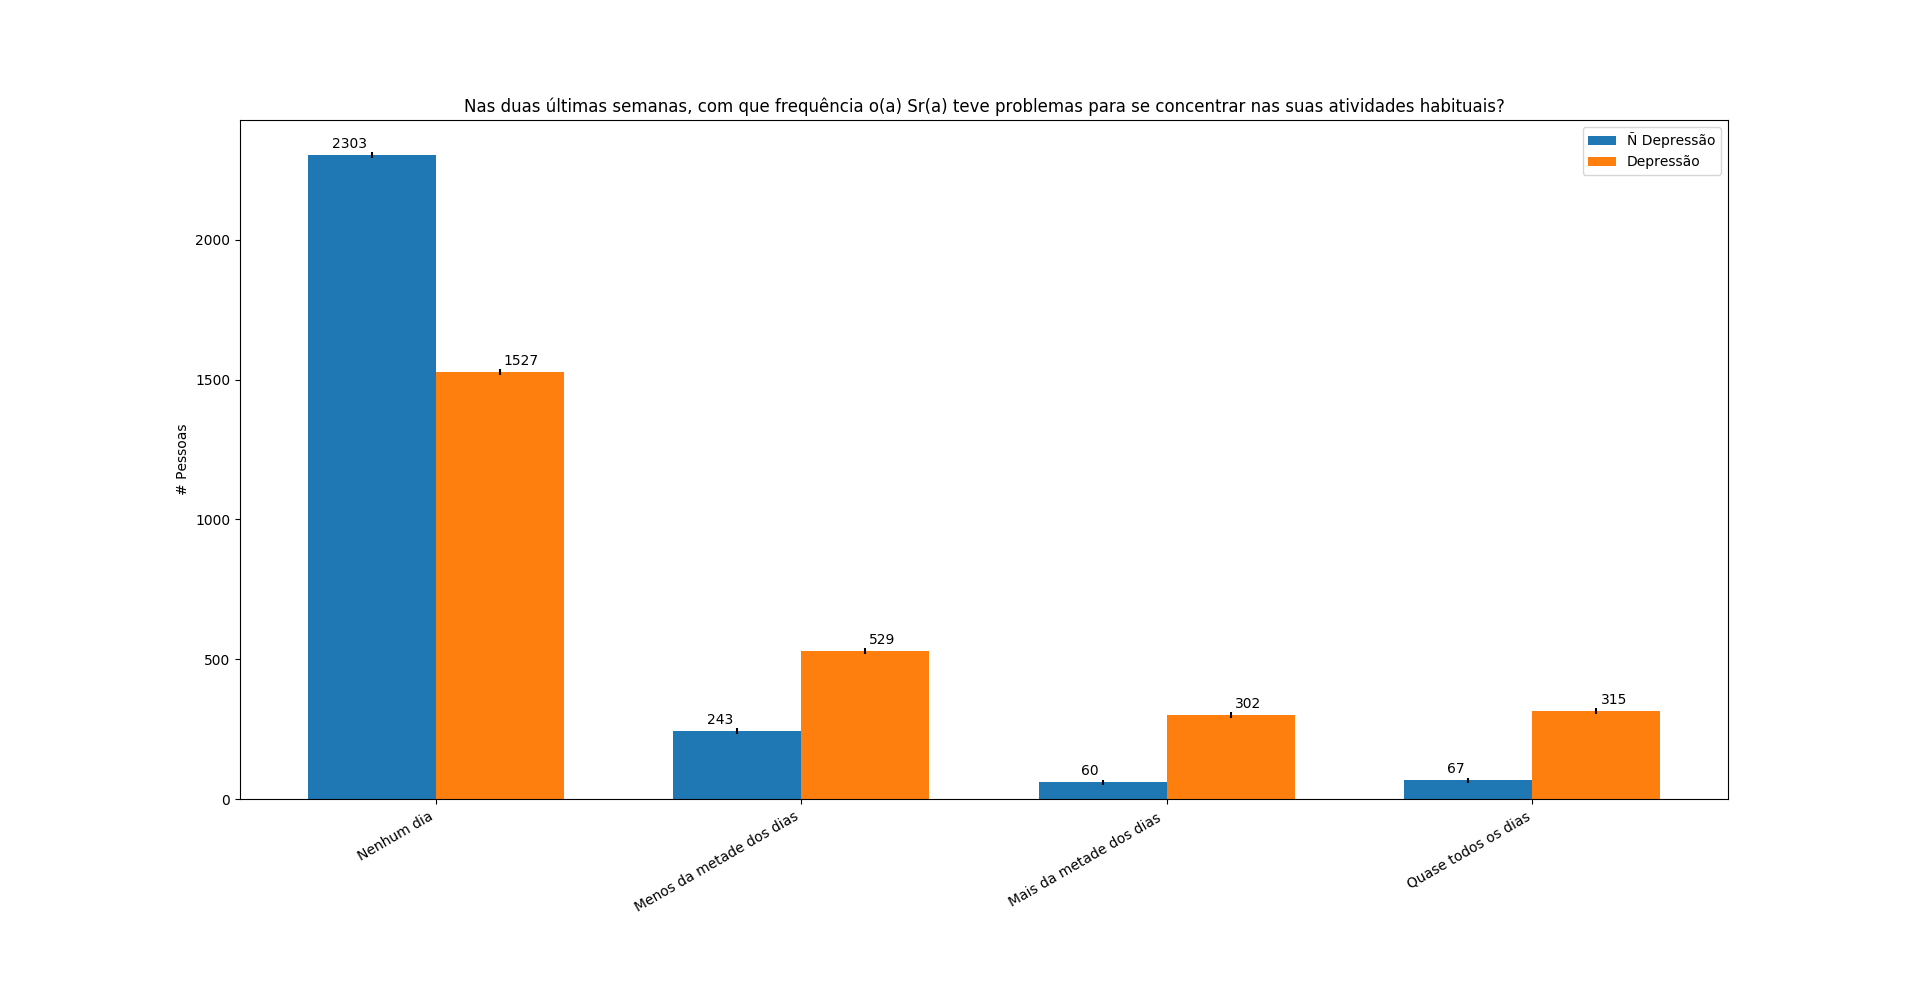 Nas duas últimas semanas, com que frequência o(a) Sr(a) teve problemas para se concentrar nas suas atividades habituais?
Ñ Depressão
Depressão
# Pessoas
2000
1500
1000
500
0
2303
1527
243
529
60
302
67
315
Nenhum dia
Menos da metade dos dias
Mais da metade dos dias
Quase todos os dias